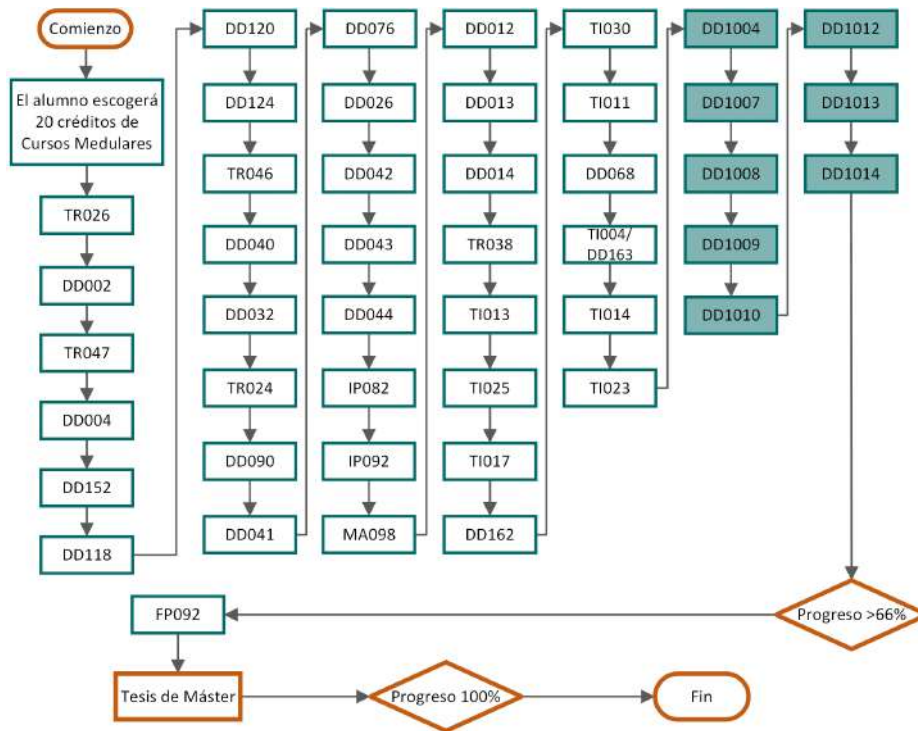 Comienzo
El alumno escogerá
20 créditos de
Cursos Medulares
TR026
DD002
TR047
DD004
DD152
DD118
DD120
DD124
TR046
DD040
DD032
TR024
DD090
DD041
DD076
DD026
DD042
DD043
DD044
IP082
IP092
MA098
DD012
DD013
DD014
TR038
TI013
TI025
TI017
DD162
TI030
TI011
DD068
TI004/
DD163
TI014
TI023
DD1004
DD1007
DD1008
DD1009
DD1010
DD1012
DD1013
DD1014
Progreso >66%
FP092
Tesis de Máster
Progreso 100%
Fin